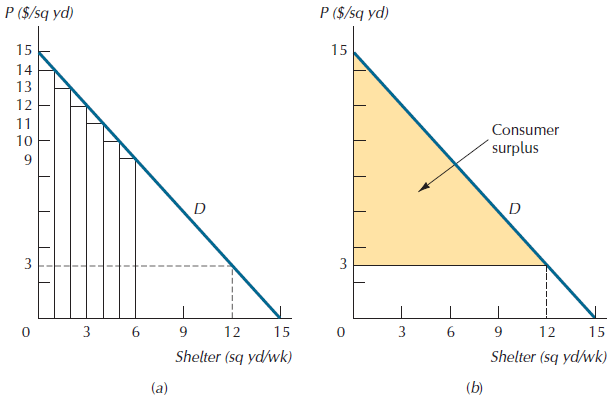 P ($/sq yd)
15
14
13
12
11
10
9
3
D
0 3 6 9 12 15
Shelter (sq yd/wk)
(a)
P ($/sq yd)
15
Consumer
surplus
D
3
0 3 6 9 12 15
Shelter (sq yd/wk)
(b)